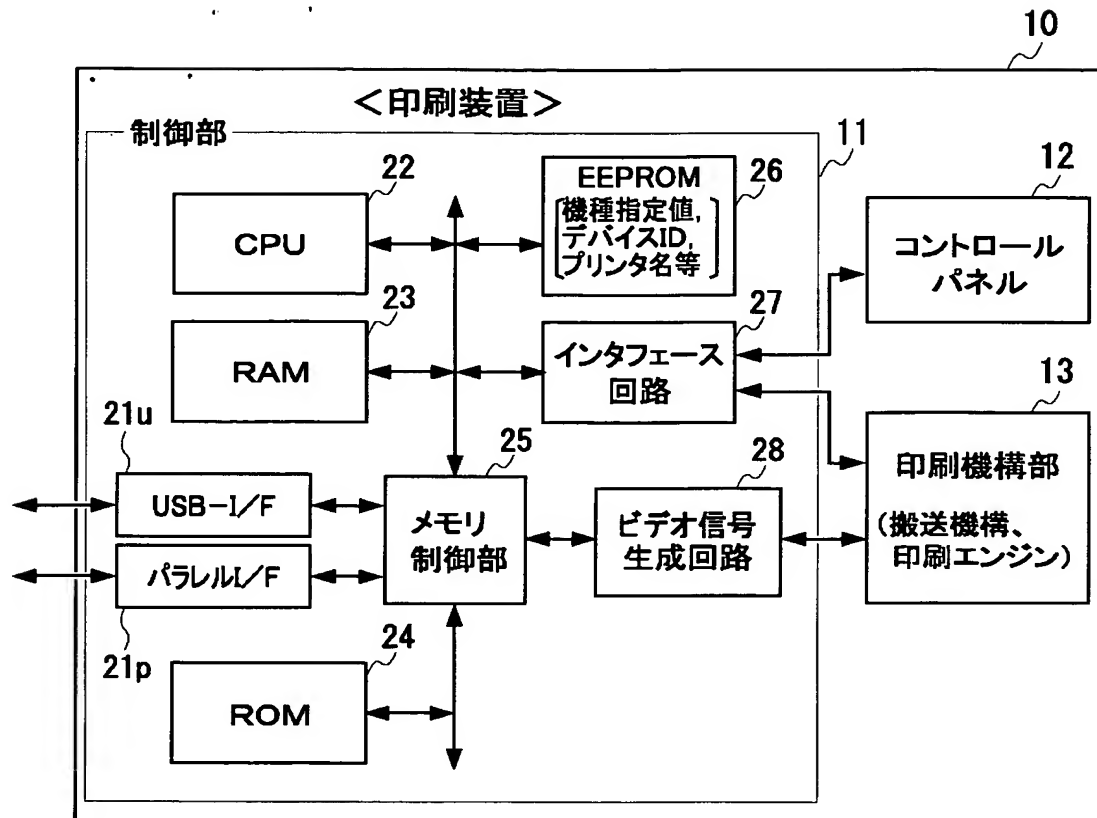 10
<印刷装置>
制御部
11
22
CPU
26
EEPROM
機種指定値,
デバイスID,
プリンタ名等
12
コントロール
パネル
23
RAM
27
インタフェース
回路
13
印刷機構部
(搬送機構、
印刷エンジン)
21u
USB-I/F
パラレルI/F
21p
25
メモリ
制御部
28
ビデオ信号
生成回路
24
ROM